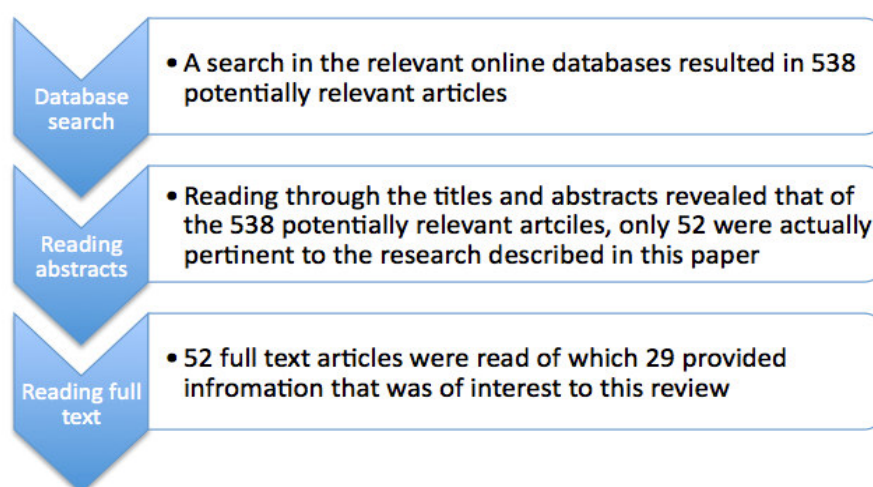 Database
search
• A search in the relevant online databases resulted in 538
potentially relevant articles
Reading
abstracts
• Reading through the titles and abstracts revealed that of
the 538 potentially relevant artciles, only 52 were actually
pertinent to the research described in this paper
Reading full
text
• 52 full text articles were read of which 29 provided
infromation that was of interest to this review